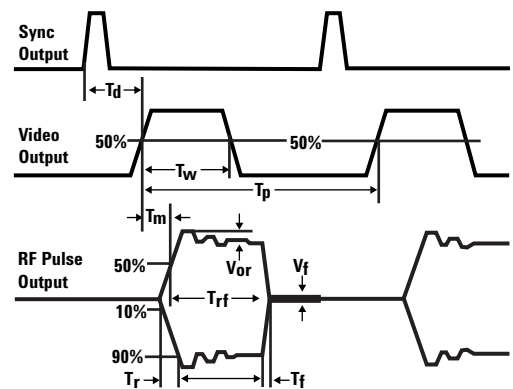 Sync
Output
Td
Video
Output
50%
50%
Tw
Tp
Tm
RF Pulse
Output
50%
Vor
Vf
Trf
10%
90%
Tr
Tf